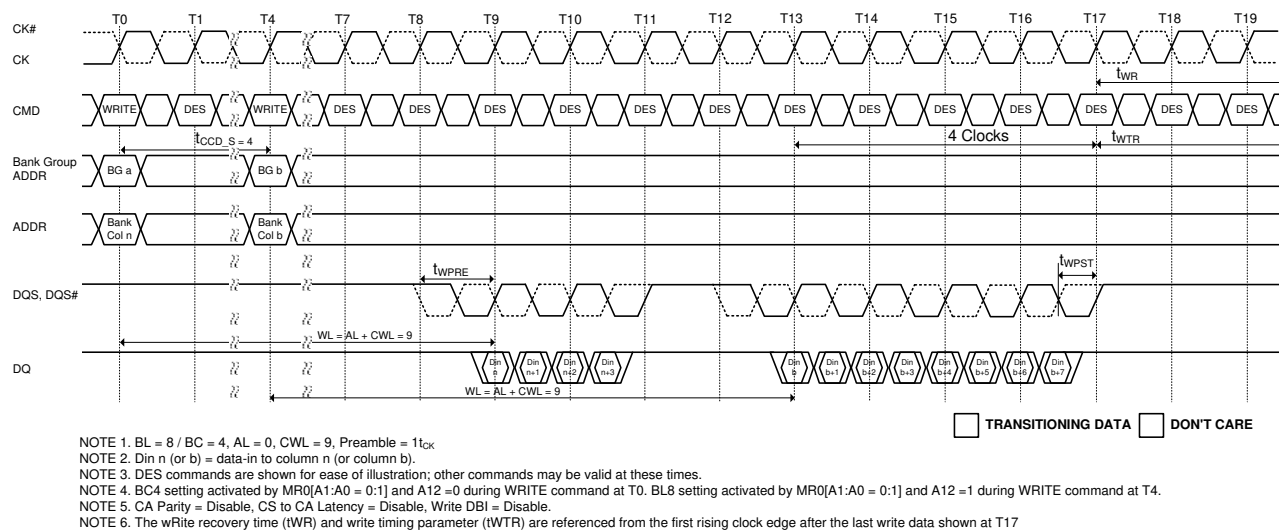 T0 T1 T4 T7 T8 T9 T10 T11 T12 T13 T14 T15 T16 T17 T18 T19
CK#
CK
tWR
CMD WRITE DES WRITE DES DES DES DES DES DES DES DES DES DES DES DES DES
tCCD_S = 4
4 Clocks
tWTR
Bank Group
ADDR
BG a BG b
ADDR
Bank
Col n
Bank
Col b
tWPRE
tWPST
DQS, DQS#
WL = AL + CWL = 9
DQ
Din
n
Din
n+1
Din
n+2
Din
n+3
Din
b
Din
b+1
Din
b+2
Din
b+3
Din
b+4
Din
b+5
Din
b+6
Din
b+7
WL = AL + CWL = 9
TRANSITIONING DATA DON'T CARE
NOTE 1. BL = 8 / BC = 4, AL = 0, CWL = 9, Preamble = 1tCK
NOTE 2. Din n (or b) = data-in to column n (or column b).
NOTE 3. DES commands are shown for ease of illustration; other commands may be valid at these times.
NOTE 4. BC4 setting activated by MR0[A1:A0 = 0:1] and A12 =0 during WRITE command at T0. BL8 setting activated by MR0[A1:A0 = 0:1] and A12 =1 during WRITE command at T4.
NOTE 5. CA Parity = Disable, CS to CA Latency = Disable, Write DBI = Disable.
NOTE 6. The wRite recovery time (tWR) and write timing parameter (tWTR) are referenced from the first rising clock edge after the last write data shown at T17